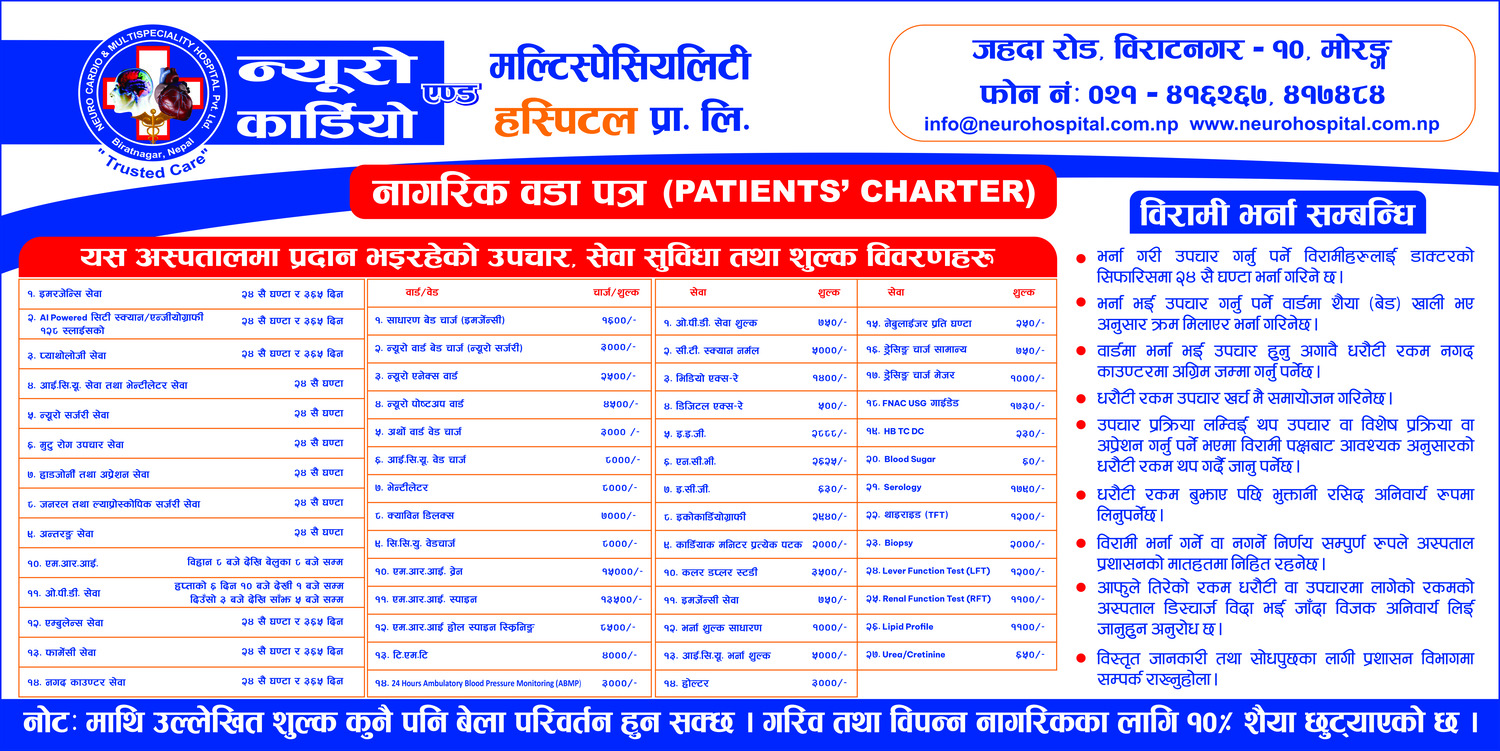 NEURO CARDIO & MULTISPECIALITY HOSPITAL Pvt. Ltd.
Biratnagar, Nepal
"Trusted Care"
न्यूरो
कार्डियो
एण्ड
मल्टिस्पेसियलिटी
हस्पिटल प्रा. लि.
जहदा रोड, विराटनगर - १०, मोरङ्ग
फोन नं: ०२१ - ४१६२६७, ४१७४८४
info@neurohospital.com.np www.neurohospital.com.np
नागरिक वडा पत्र (PATIENTS' CHARTER)
यस अस्पतालमा प्रदान भइरहेको उपचार, सेवा सुविधा तथा शुल्क विवरणहरू
१. इमरजेन्सि सेवा २४ सै घण्टा र ३६५ दिन
२. AI Powered सिटी स्क्यान/एन्जीयोग्राफी २४ सै घण्टा र ३६५ दिन
१२८ स्लाईसको
३. प्याथोलोजी सेवा २४ सै घण्टा र ३६५ दिन
४. आई.सि.यू. सेवा तथा भेन्टीलेटर सेवा २४ सै घण्टा
५. न्यूरो सर्जरी सेवा २४ सै घण्टा
६. मुटु रोग उपचार सेवा २४ सै घण्टा
७. हाडजोर्नी तथा अप्रेशन सेवा २४ सै घण्टा
८. जनरल तथा ल्याप्रोस्कोपिक सर्जरी सेवा २४ सै घण्टा
९. अन्तरङ्ग सेवा २४ सै घण्टा
१०. एम.आर.आई. विहान ८ बजे देखि बेलुका ८ बजे सम्म
११. ओ.पी.डी. सेवा हप्ताको ६ दिन १० बजे देखी १ बजे सम्म
दिउँसो ३ बजे देखि साँझ ५ बजे सम्म
१२. एम्बुलेन्स सेवा २४ सै घण्टा र ३६५ दिन
१३. फार्मेसी सेवा २४ सै घण्टा र ३६५ दिन
१४. नगद काउण्टर सेवा २४ सै घण्टा र ३६५ दिन
वार्ड/वेड चार्ज/शुल्क
१. साधारण बेड चार्ज (इमर्जेन्सी) १६००/-
२. न्यूरो वार्ड बेड चार्ज (न्यूरो सर्जरी) ३०००/-
३. न्यूरो एनेक्स वार्ड २५००/-
४. न्यूरो पोष्टअप वार्ड ४५००/-
५. अर्थो वार्ड वेड चार्ज ३००० /-
६. आई.सि.यू. वेड चार्ज ८०००/-
७. भेन्टीलेटर ८०००/-
८. क्याविन डिलक्स ७०००/-
९. सि.सि.यु. वेडचार्ज ८०००/-
१०. एम.आर.आई. ब्रेन १५०००/-
११. एम.आर.आई. स्पाइन १३५००/-
१२. एम.आर.आई होल स्पाइन स्क्रिनिङ्ग ८५००/-
१३. टि.एम.टि ४०००/-
१४. 24 Hours Ambulatory Blood Pressure Monitoring (ABMP) ३०००/-
सेवा शुल्क
१. ओ.पी.डी. सेवा शुल्क ७५०/-
२. सी.टी. स्क्यान नर्मल ५०००/-
३. भिडियो एक्स-रे १४००/-
४. डिजिटल एक्स-रे ५००/-
५. इ.इ.जी. २८८८/-
६. एन.सी.भी. २६२५/-
७. इ.सी.जी. ६३०/-
८. इकोकार्डियोग्राफी २९४०/-
९. कार्डियाक मनिटर प्रत्येक पटक २०००/-
१०. कलर डप्लर स्टडी ३५००/-
११. इमर्जेन्सी सेवा ७५०/-
१२. भर्ना शुल्क साधारण १०००/-
१३. आई.सि.यू. भर्ना शुल्क ५०००/-
१४. होल्टर ३०००/-
सेवा शुल्क
१५. नेबुलाईजर प्रति घण्टा २५०/-
१६. ड्रेसिङ्ग चार्ज सामान्य ७५०/-
१७. ड्रेसिङ्ग चार्ज मेजर १०००/-
१८. FNAC USG गाईडेड १७३०/-
१९. HB TC DC २३०/-
२०. Blood Sugar ६०/-
२१. Serology १७९०/-
२२. थाइराइड (TFT) १२००/-
२३. Biopsy २०००/-
२४. Lever Function Test (LFT) १२००/-
२५. Renal Function Test (RFT) ११००/-
२६. Lipid Profile ११००/-
२७. Urea/Cretinine ६५०/-
विरामी भर्ना सम्बन्धि
● भर्ना गरी उपचार गर्नु पर्ने विरामीहरूलाई डाक्टरको
सिफारिसमा २४ सै घण्टा भर्ना गरिने छ ।
● भर्ना भई उपचार गर्नु पर्ने वार्डमा शैया (बेड) खाली भए
अनुसार क्रम मिलाएर भर्ना गरिनेछ ।
● वार्डमा भर्ना भई उपचार हुनु अगावै धरौटी रकम नगद
काउण्टरमा अग्रिम जम्मा गर्नु पर्नेछ ।
● धरौटी रकम उपचार खर्च मै समायोजन गरिनेछ ।
● उपचार प्रक्रिया लम्विई थप उपचार वा विशेष प्रक्रिया वा
अप्रेशन गर्नु पर्ने भएमा विरामी पक्षबाट आवश्यक अनुसारको
धरौटी रकम थप गर्दै जानु पर्नेछ ।
● धरौटी रकम बुझाए पछि भुक्तानी रसिद अनिवार्य रूपमा
लिनुपर्नेछ ।
● विरामी भर्ना गर्ने वा नगर्ने निर्णय सम्पुर्ण रूपले अस्पताल
प्रशासनको मातहतमा निहित रहनेछ ।
● आफुले तिरेको रकम धरौटी वा उपचारमा लागेको रकमको
अस्पताल डिस्चार्ज विदा भई जाँदा विजक अनिवार्य लिई
जानुहुन अनुरोध छ ।
● विस्तृत जानकारी तथा सोधपुछका लागी प्रशासन विभागमा
सम्पर्क राख्नुहोला ।
नोट: माथि उल्लेखित शुल्क कुनै पनि बेला परिवर्तन हुन सक्छ । गरिव तथा विपन्न नागरिकका लागि १०% शैया छुट्याएको छ ।